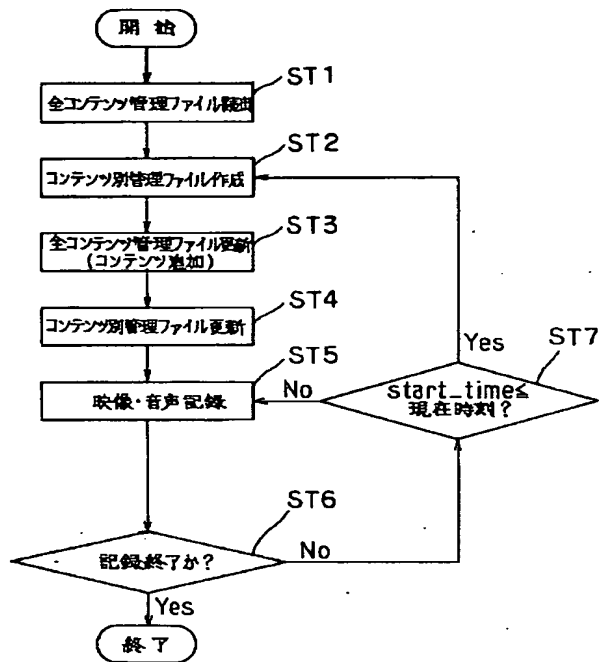 開始
ST1
全コンテンツ管理ファイル読出
ST2
コンテンツ別管理ファイル作成
ST3
全コンテンツ管理ファイル更新
(コンテンツ追加)
ST4
コンテンツ別管理ファイル更新
ST5
映像・音声記録
No
Yes
ST7
start_time≦
現在時刻?
ST6
記録終了か?
No
Yes
終了